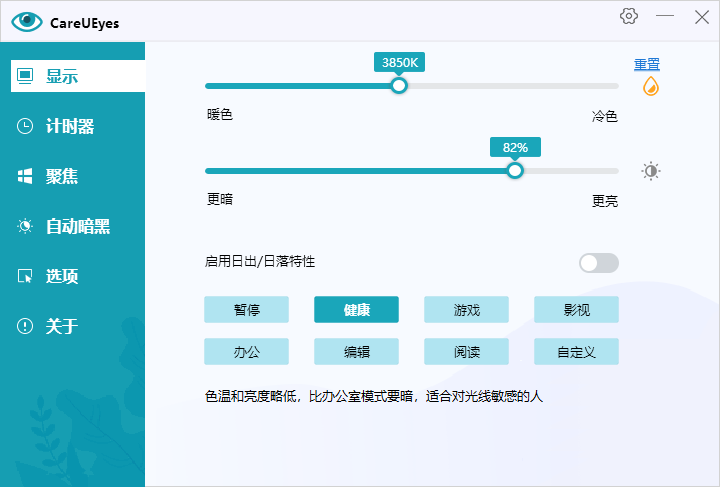 CareUEyes
显示
计时器
聚焦
自动暗黑
选项
关于
3850K
重置
暖色
冷色
82%
更暗
更亮
启用日出/日落特性
暂停
健康
游戏
影视
办公
编辑
阅读
自定义
色温和亮度略低，比办公室模式要暗，适合对光线敏感的人